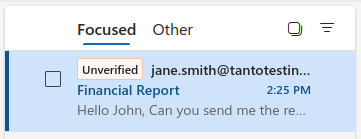 Focused Other
Unverified jane.smith@tantotestin...
Financial Report 2:25 PM
Hello John, Can you send me the re...